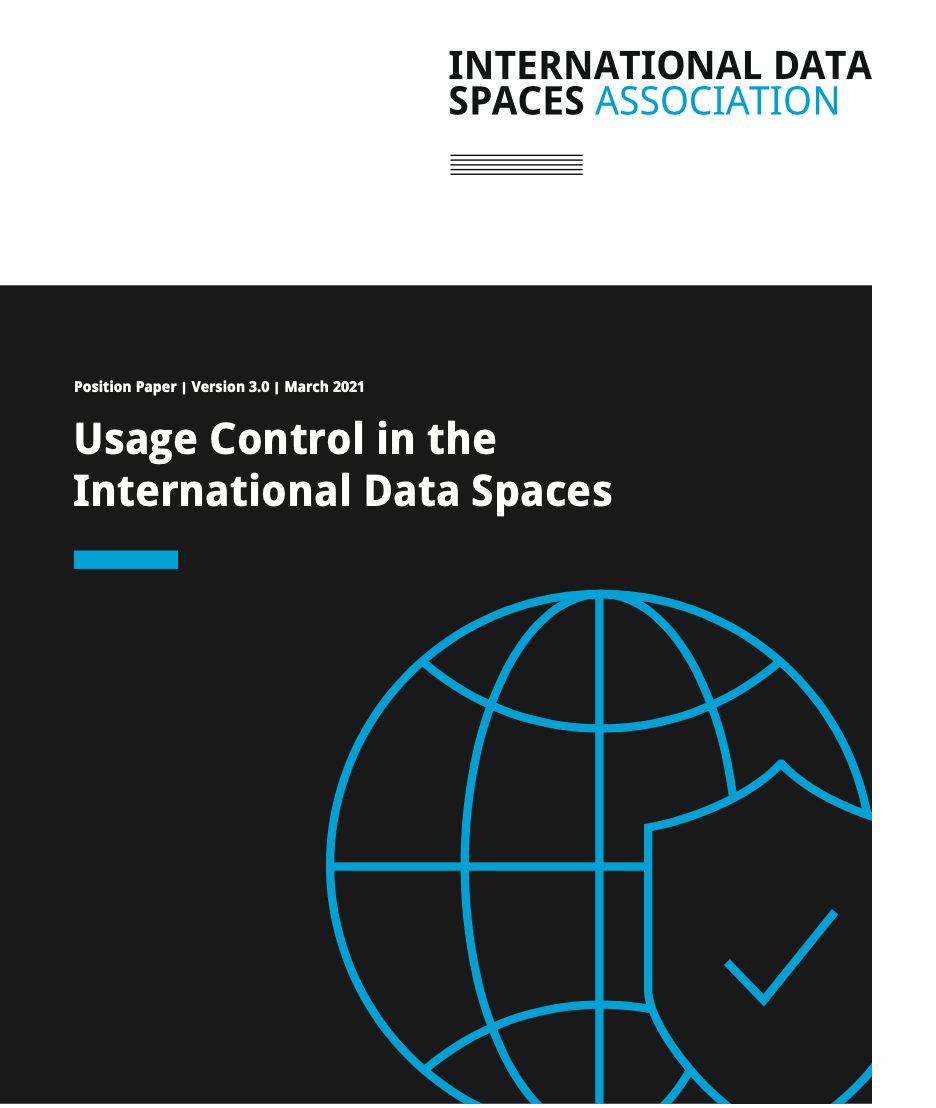 INTERNATIONAL DATA
SPACES ASSOCIATION
Position Paper | Version 3.0 | March 2021
Usage Control in the
International Data Spaces